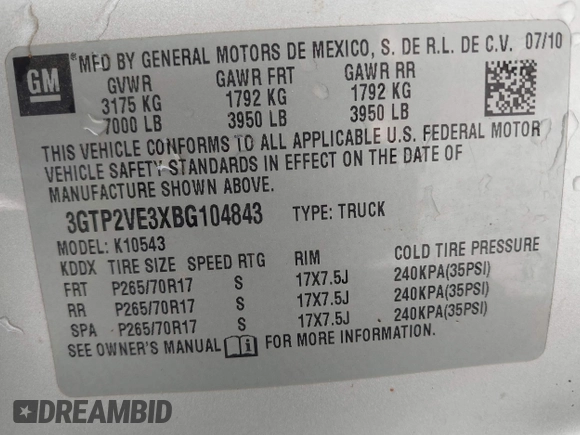 GM
MFD BY GENERAL MOTORS DE MEXICO, S. DE R.L. DE C.V. 07/10
GVWR GAWR FRT GAWR RR
3175 KG 1792 KG 1792 KG
7000 LB 3950 LB 3950 LB
THIS VEHICLE CONFORMS TO ALL APPLICABLE U.S. FEDERAL MOTOR
VEHICLE SAFETY STANDARDS IN EFFECT ON THE DATE OF
MANUFACTURE SHOWN ABOVE.
3GTP2VE3XBG104843 TYPE: TRUCK
MODEL: K10543
KDDX TIRE SIZE SPEED RTG RIM COLD TIRE PRESSURE
FRT P265/70R17 S 17X7.5J 240KPA(35PSI)
RR P265/70R17 S 17X7.5J 240KPA(35PSI)
SPA P265/70R17 S 17X7.5J 240KPA(35PSI)
SEE OWNER'S MANUAL FOR MORE INFORMATION.
DREAMBID